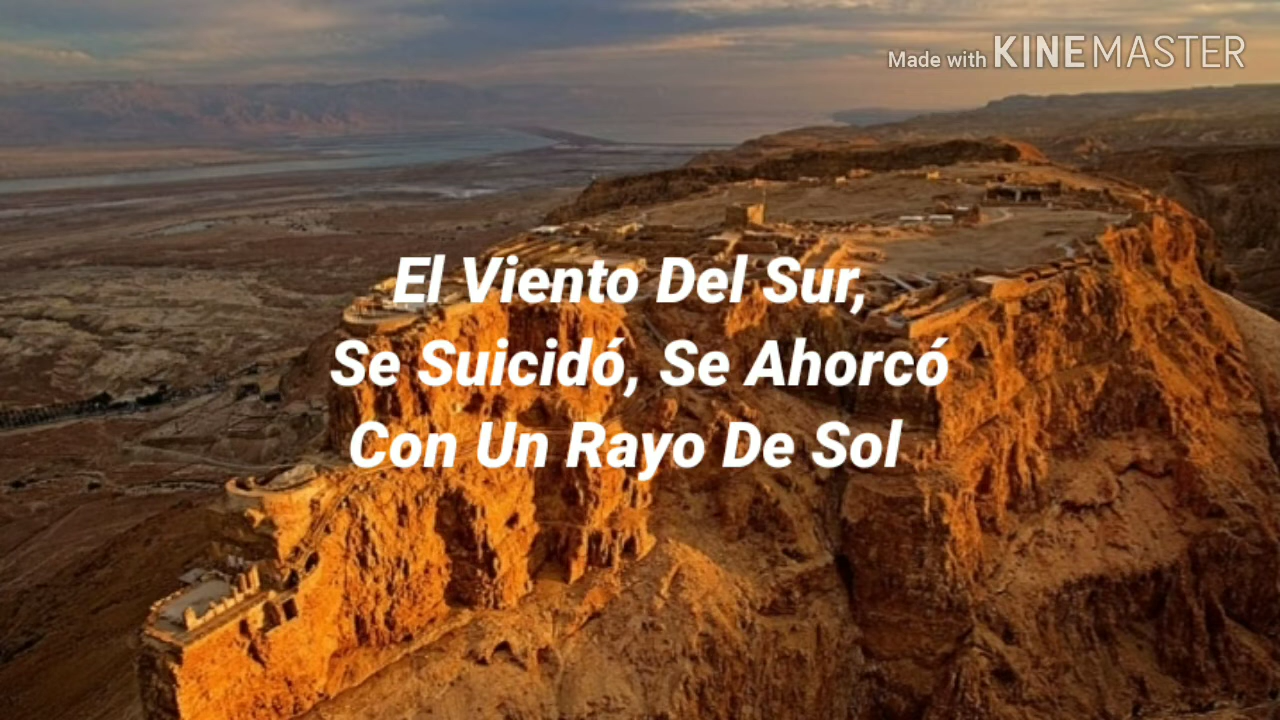 Made with KINEMASTER
El Viento Del Sur,
Se Suicidó, Se Ahorcó
Con Un Rayo De Sol